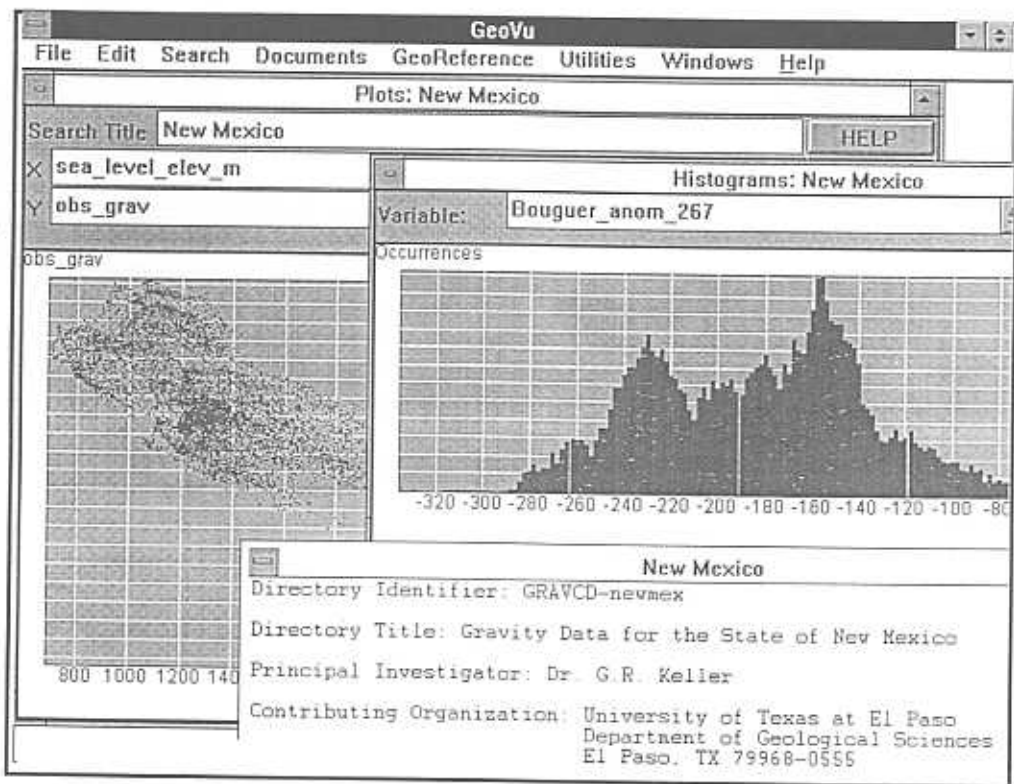 GeoVu
File Edit Search Documents GeoReference Utilities Windows Help
Plots: New Mexico
Search Title New Mexico HELP
X sea_level_elev_m
Y obs_grav
obs_grav
800 1000 1200 140
Histograms: New Mexico
Variable: Bouguer_anom_267
Occurrences
-320 -300 -280 -260 -240 -220 -200 -180 -160 -140 -120 -100 -80
New Mexico
Directory Identifier: GRAVCD-newmex
Directory Title: Gravity Data for the State of New Mexico
Principal Investigator: Dr. G.R. Keller
Contributing Organization: University of Texas at El Paso
Department of Geological Sciences
El Paso, TX 79968-0555